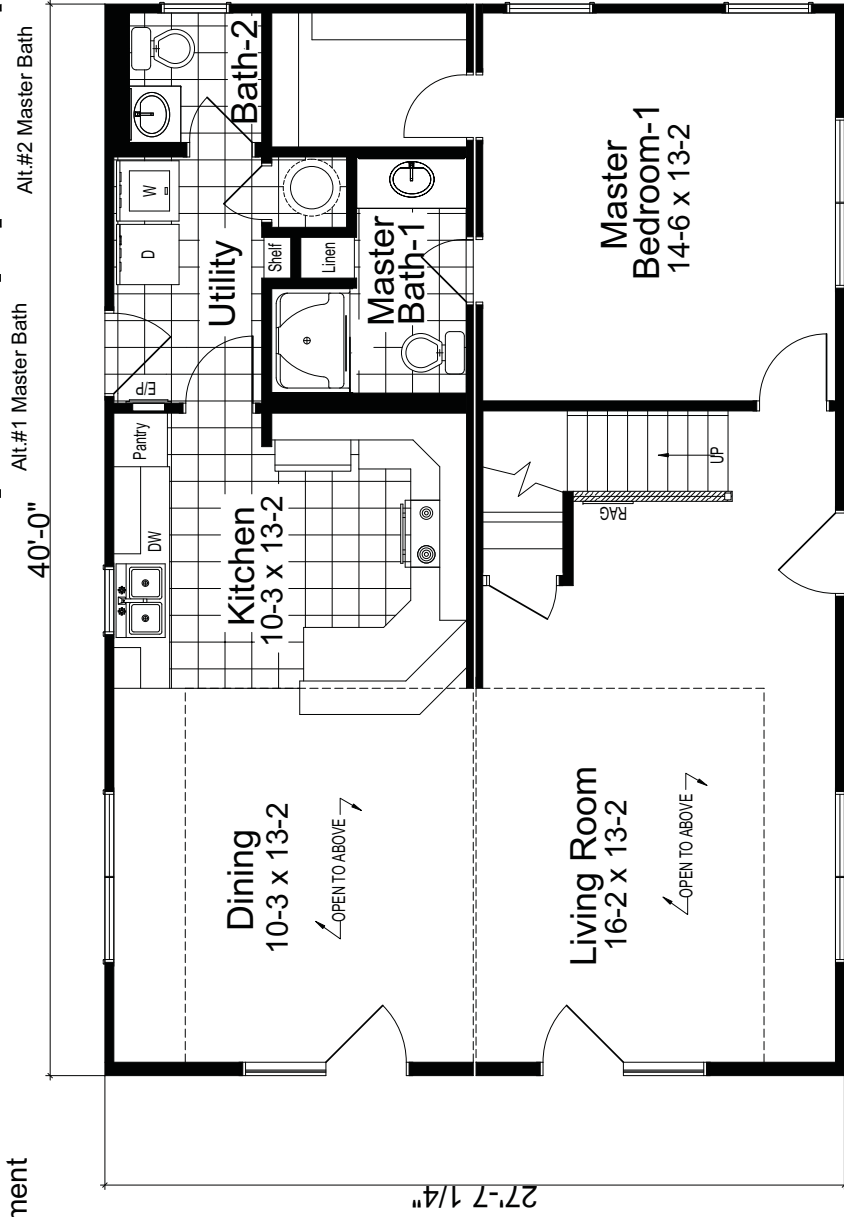 ment
Alt.#1 Master Bath
Alt.#2 Master Bath
40'-0"
27'-7 1/4"
Dining
10-3 x 13-2
OPEN TO ABOVE
Kitchen
10-3 x 13-2
Pantry
DW
E/P
Utility
D
W
Shelf
Linen
Bath-2
Master
Bath-1
Living Room
16-2 x 13-2
OPEN TO ABOVE
RAG
UP
Master
Bedroom-1
14-6 x 13-2